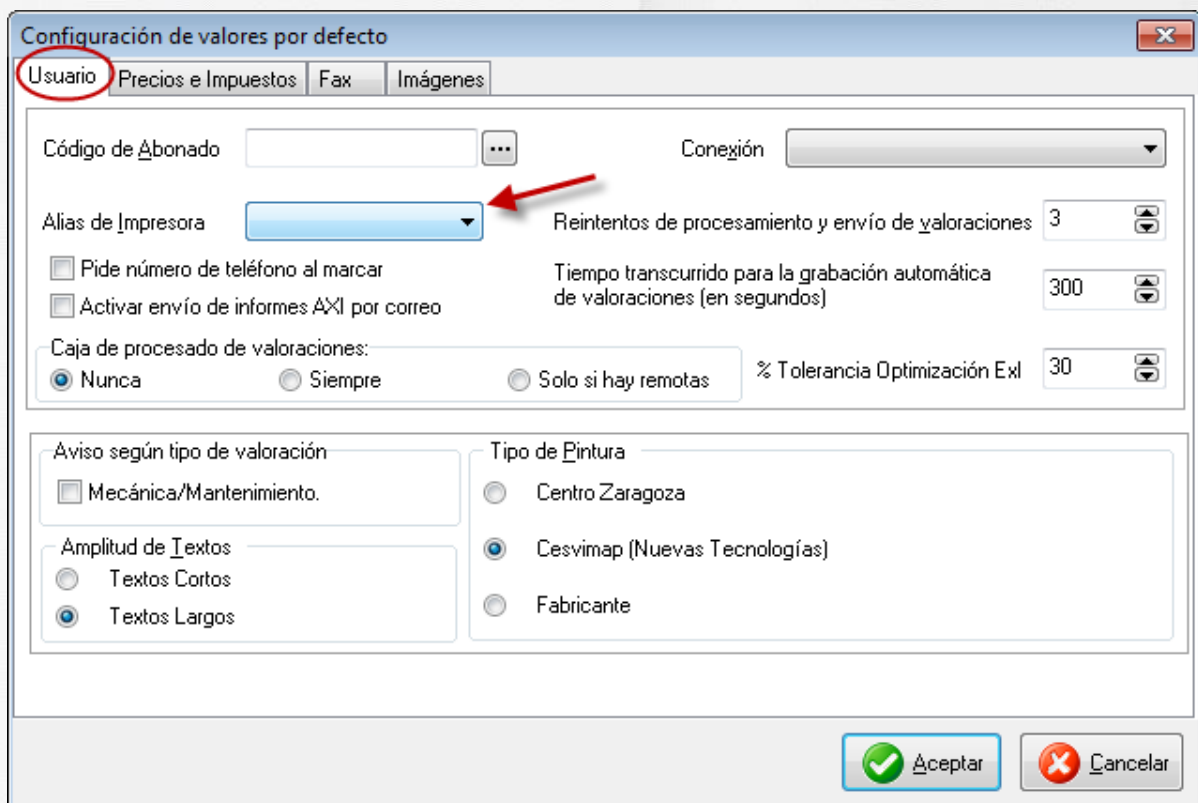 Configuración de valores por defecto
Usuario Precios e Impuestos Fax Imágenes
Código de Abonado ... Conexión
Alias de Impresora Reintentos de procesamiento y envío de valoraciones 3
Pide número de teléfono al marcar
Tiempo transcurrido para la grabación automática
de valoraciones (en segundos) 300
Activar envío de informes AXI por correo
Caja de procesado de valoraciones:
Nunca Siempre Solo si hay remotas % Tolerancia Optimización Exl 30
Aviso según tipo de valoración
Mecánica/Mantenimiento.
Amplitud de Textos
Textos Cortos
Textos Largos
Tipo de Pintura
Centro Zaragoza
Cesvimap (Nuevas Tecnologías)
Fabricante
Aceptar Cancelar